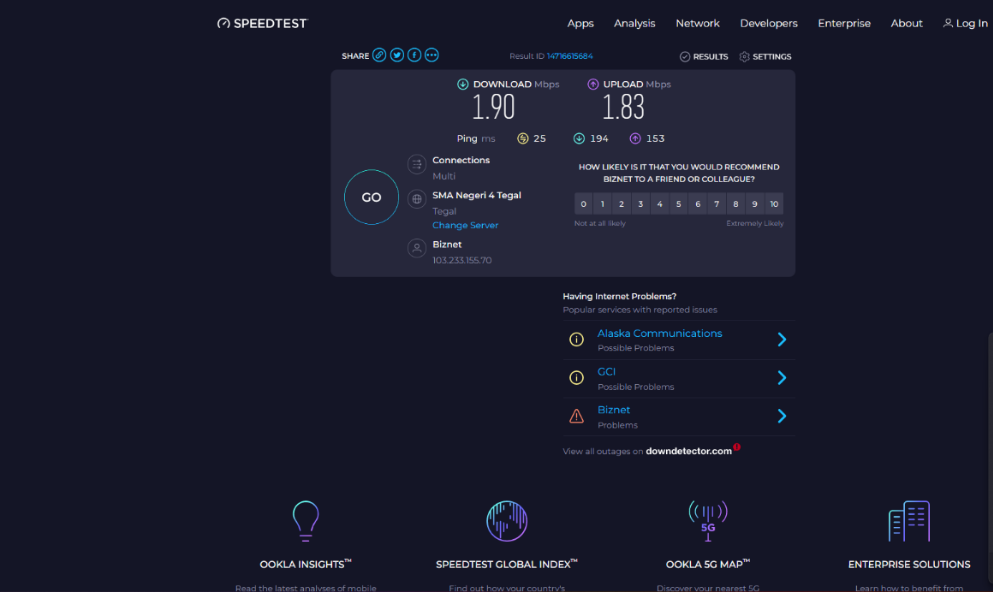 SPEEDTEST Apps Analysis Network Developers Enterprise About Log In
SHARE Result ID 14716615684 RESULTS SETTINGS
DOWNLOAD Mbps UPLOAD Mbps
1.90 1.83
Ping ms 25 194 153
Connections
Multi
SMA Negeri 4 Tegal
Tegal
Change Server
Biznet
103.233.155.70
GO
HOW LIKELY IS IT THAT YOU WOULD RECOMMEND
BIZNET TO A FRIEND OR COLLEAGUE?
0 1 2 3 4 5 6 7 8 9 10
Not at all likely Extremely Likely
Having Internet Problems?
Popular services with reported issues
Alaska Communications
Possible Problems
GCI
Possible Problems
Biznet
Problems
View all outages on downdetector.com
5G
OOKLA INSIGHTS™ SPEEDTEST GLOBAL INDEX™ OOKLA 5G MAP™ ENTERPRISE SOLUTIONS
Read the latest analyses of mobile Find out how your country's Discover your nearest 5G Learn how to benefit from